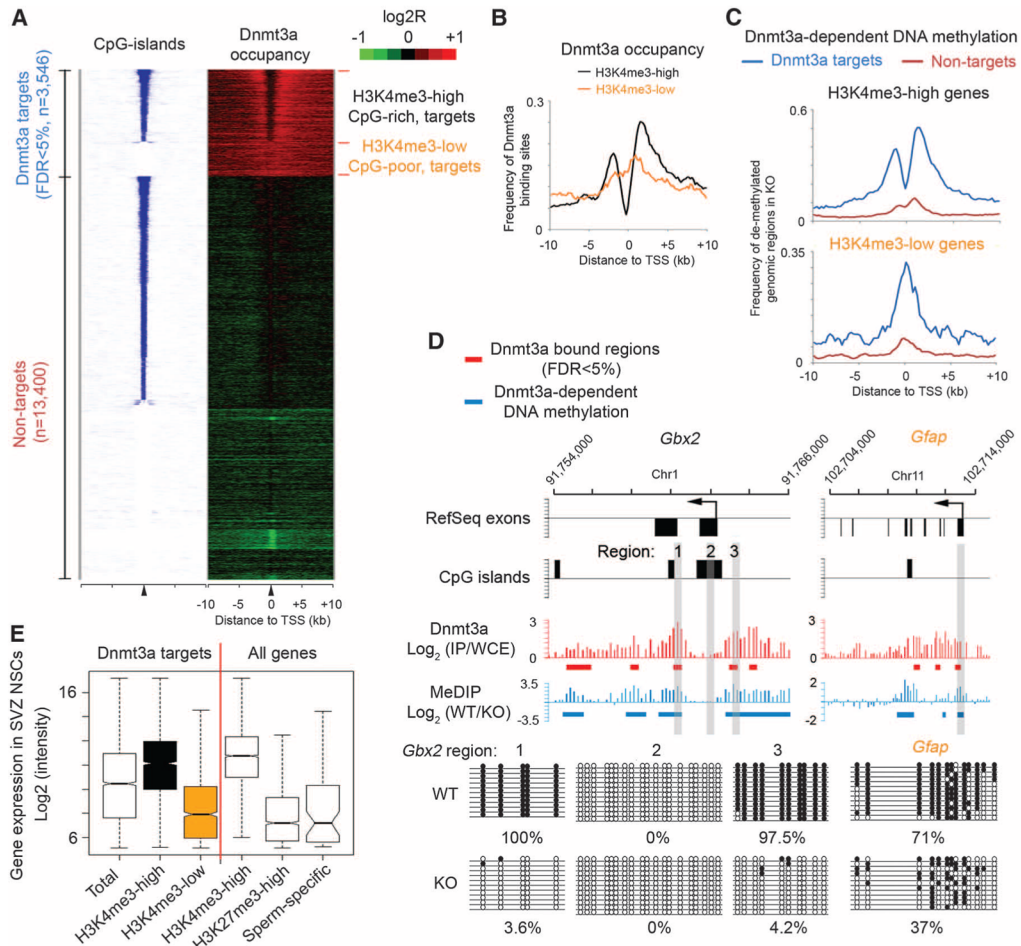 A
CpG-islands
Dnmt3a occupancy
log2R
-1 0 +1
Dnmt3a targets
(FDR<5%, n=3,546)
Non-targets
(n=13,400)
H3K4me3-high
CpG-rich, targets
H3K4me3-low
CpG-poor, targets
-10 -5 0 +5 +10
Distance to TSS (kb)
B
Dnmt3a occupancy
H3K4me3-high
H3K4me3-low
Frequency of Dnmt3a
binding sites
0.3
0
-10 -5 0 +5 +10
Distance to TSS (kb)
C
Dnmt3a-dependent DNA methylation
Dnmt3a targets Non-targets
H3K4me3-high genes
0.6
0
Frequency of de-methylated
genomic regions in KO
H3K4me3-low genes
0.35
0
-10 -5 0 +5 +10
Distance to TSS (kb)
D
Dnmt3a bound regions
(FDR<5%)
Dnmt3a-dependent
DNA methylation
Gbx2
Gfap
91,754,000
Chr1
91,766,000
102,704,000
Chr11
102,714,000
RefSeq exons
Region: 1 2 3
CpG islands
Dnmt3a
Log2 (IP/WCE)
3
0
3
0
MeDIP
Log2 (WT/KO)
3.5
-3.5
2
-2
Gbx2 region: 1 2 3 Gfap
WT
100% 0% 97.5% 71%
KO
3.6% 0% 4.2% 37%
E
Dnmt3a targets All genes
Gene expression in SVZ NSCs
Log2 (intensity)
16
6
Total
H3K4me3-high
H3K4me3-low
H3K4me3-high
H3K27me3-high
Sperm-specific